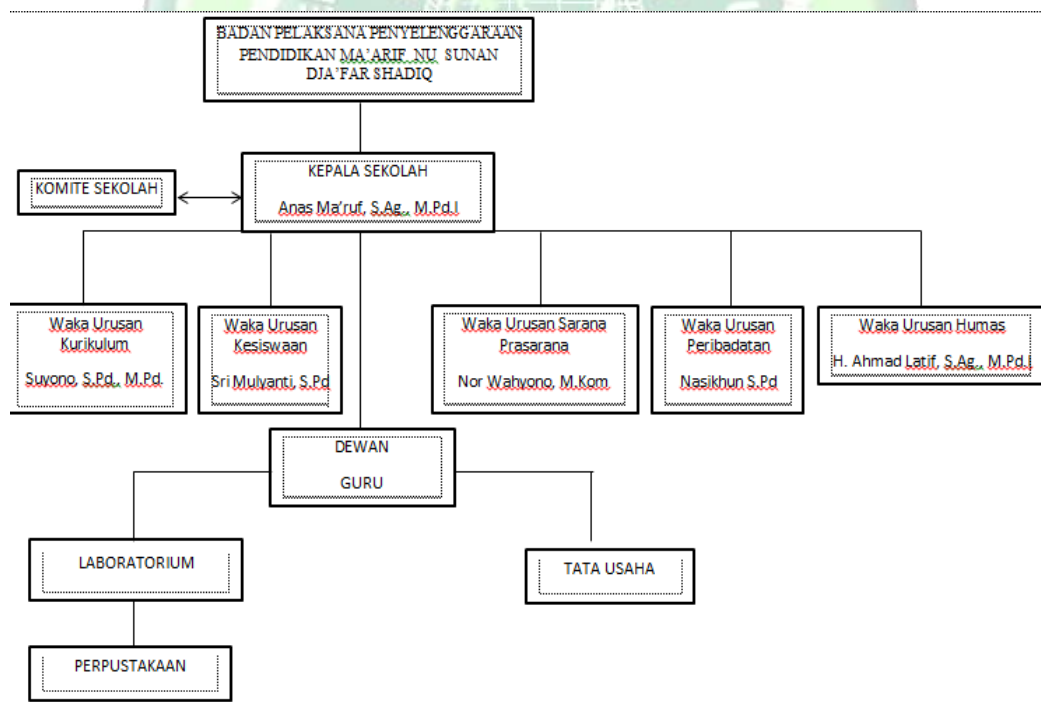 BADAN PELAKSANA PENYELENGGARAAN
PENDIDIKAN MA'ARIF NU SUNAN
DJA'FAR SHADIQ
KEPALA SEKOLAH
Anas Ma'ruf, S.Ag., M.Pd.I
KOMITE SEKOLAH
Waka Urusan
Kurikulum
Suyono, S.Pd., M.Pd.
Waka Urusan
Kesiswaan
Sri Mulyanti, S.Pd
Waka Urusan Sarana
Prasarana
Nor Wahyono, M.Kom
Waka Urusan
Peribadatan
Nasikhun S.Pd
Waka Urusan Humas
H. Ahmad Latif, S.Ag., M.Pd.I
DEWAN
GURU
LABORATORIUM
TATA USAHA
PERPUSTAKAAN